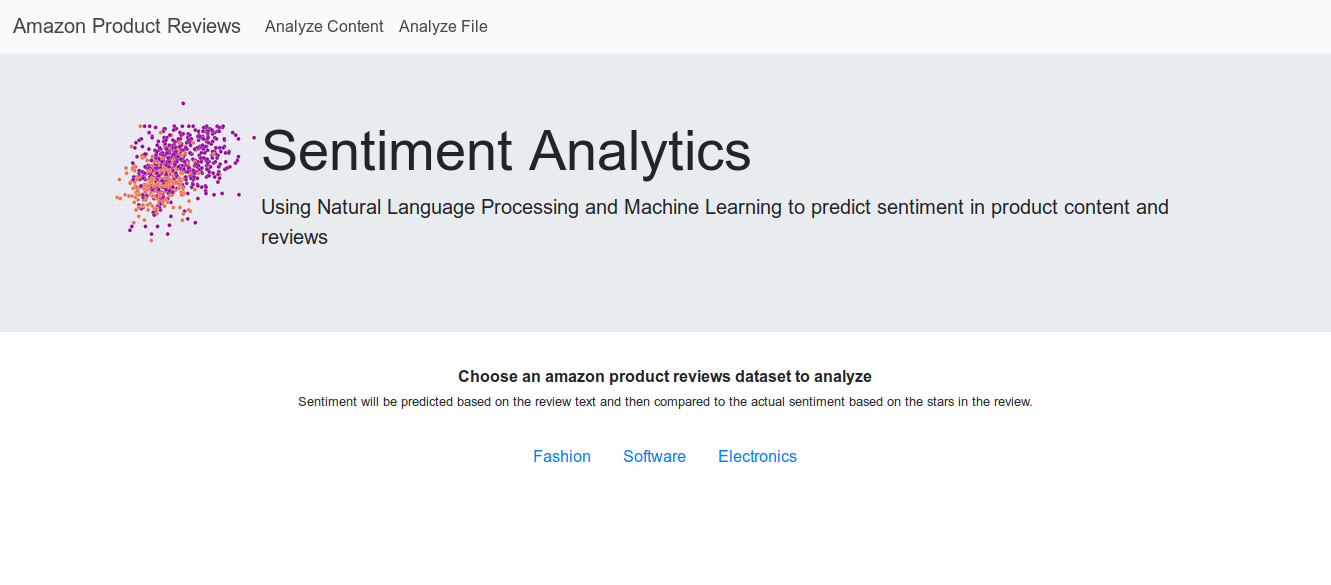 Amazon Product Reviews Analyze Content Analyze File
Sentiment Analytics
Using Natural Language Processing and Machine Learning to predict sentiment in product content and
reviews
Choose an amazon product reviews dataset to analyze
Sentiment will be predicted based on the review text and then compared to the actual sentiment based on the stars in the review.
Fashion Software Electronics